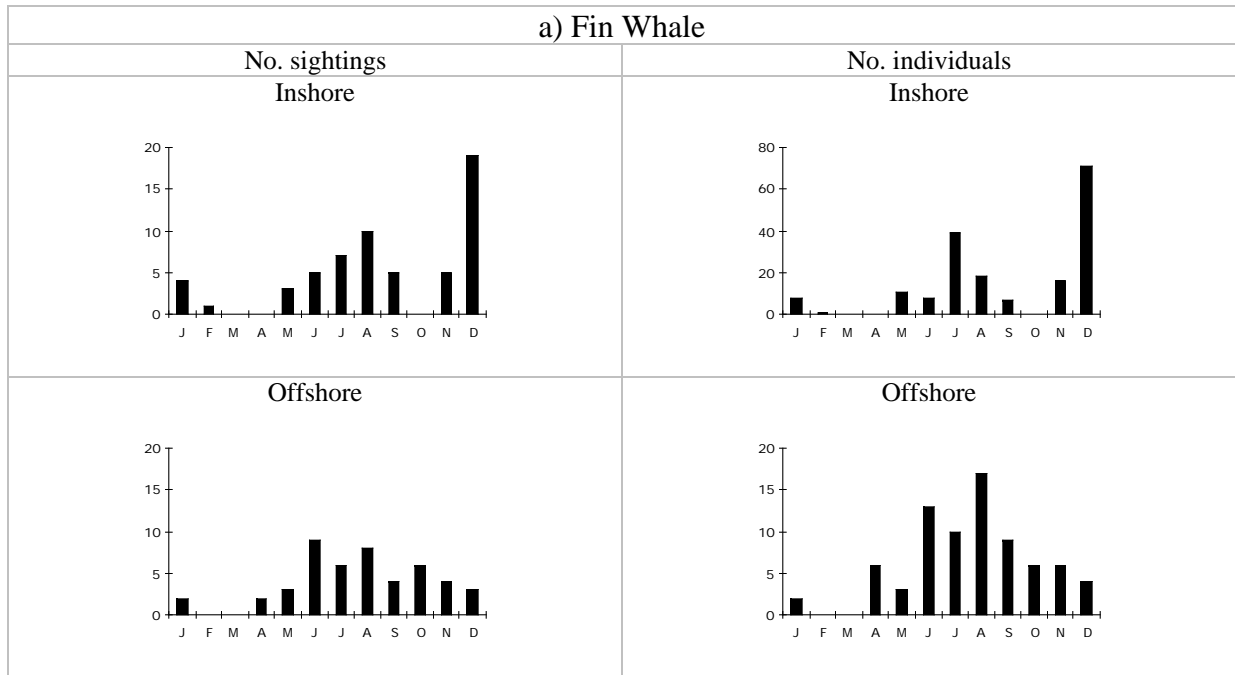 a) Fin Whale
No. sightings
No. individuals
Inshore
20
15
10
5
0
J F M A M J J A S O N D
Inshore
80
60
40
20
0
J F M A M J J A S O N D
Offshore
20
15
10
5
0
J F M A M J J A S O N D
Offshore
20
15
10
5
0
J F M A M J J A S O N D